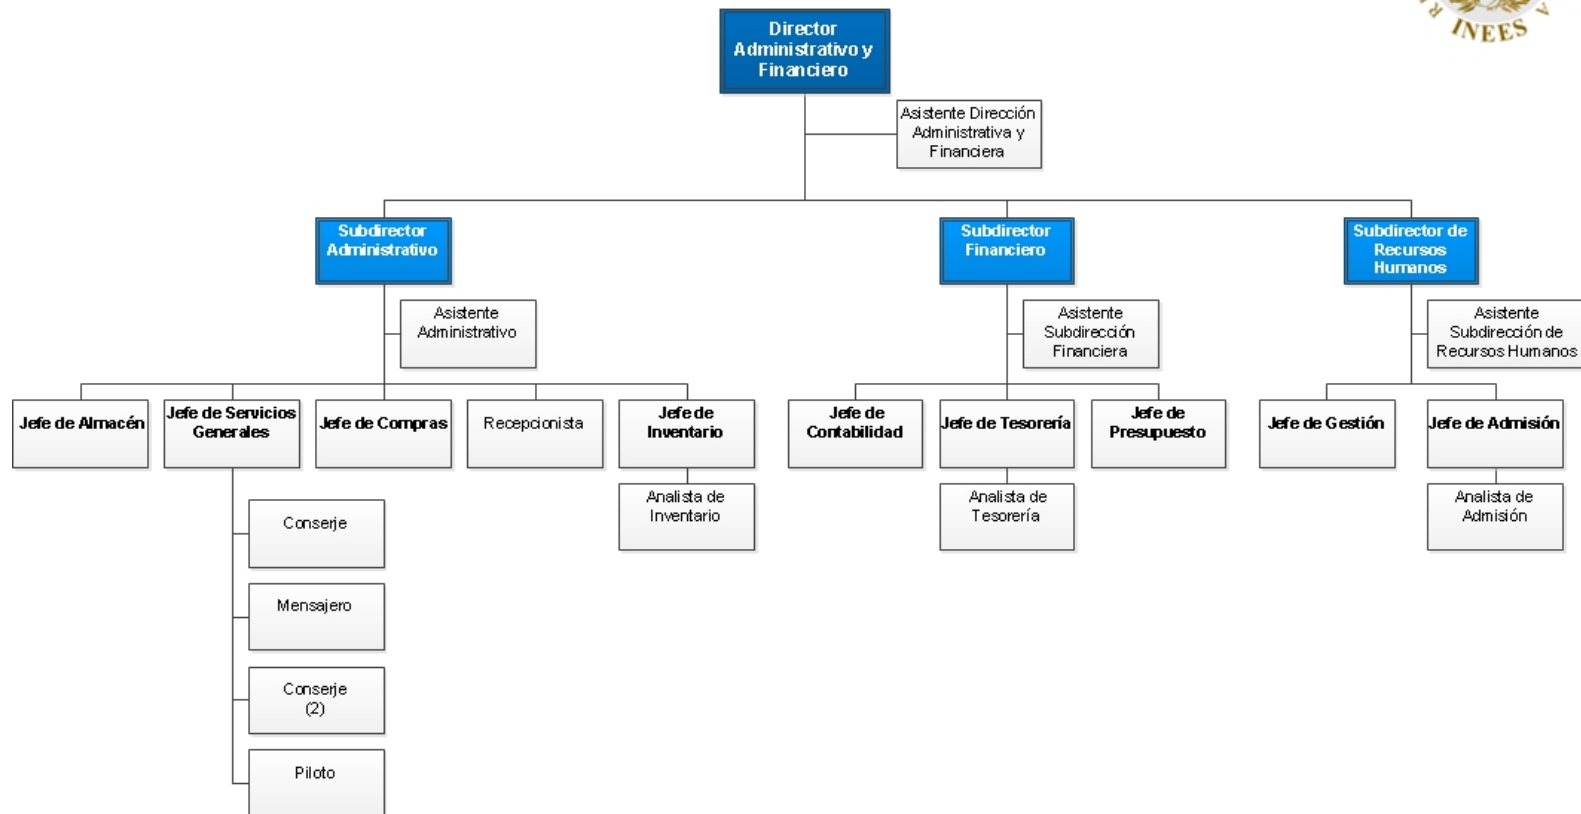 INEES
Director
Administrativo y
Financiero
Asistente Dirección
Administrativa y
Financiera
Subdirector
Administrativo
Subdirector
Financiero
Subdirector de
Recursos
Humanos
Asistente
Administrativo
Asistente
Subdirección
Financiera
Asistente
Subdirección de
Recursos Humanos
Jefe de Almacén
Jefe de Servicios
Generales
Jefe de Compras
Recepcionista
Jefe de
Inventario
Jefe de
Contabilidad
Jefe de Tesorería
Jefe de
Presupuesto
Jefe de Gestión
Jefe de Admisión
Analista de
Inventario
Analista de
Tesorería
Analista de
Admisión
Conserje
Mensajero
Conserje
(2)
Piloto